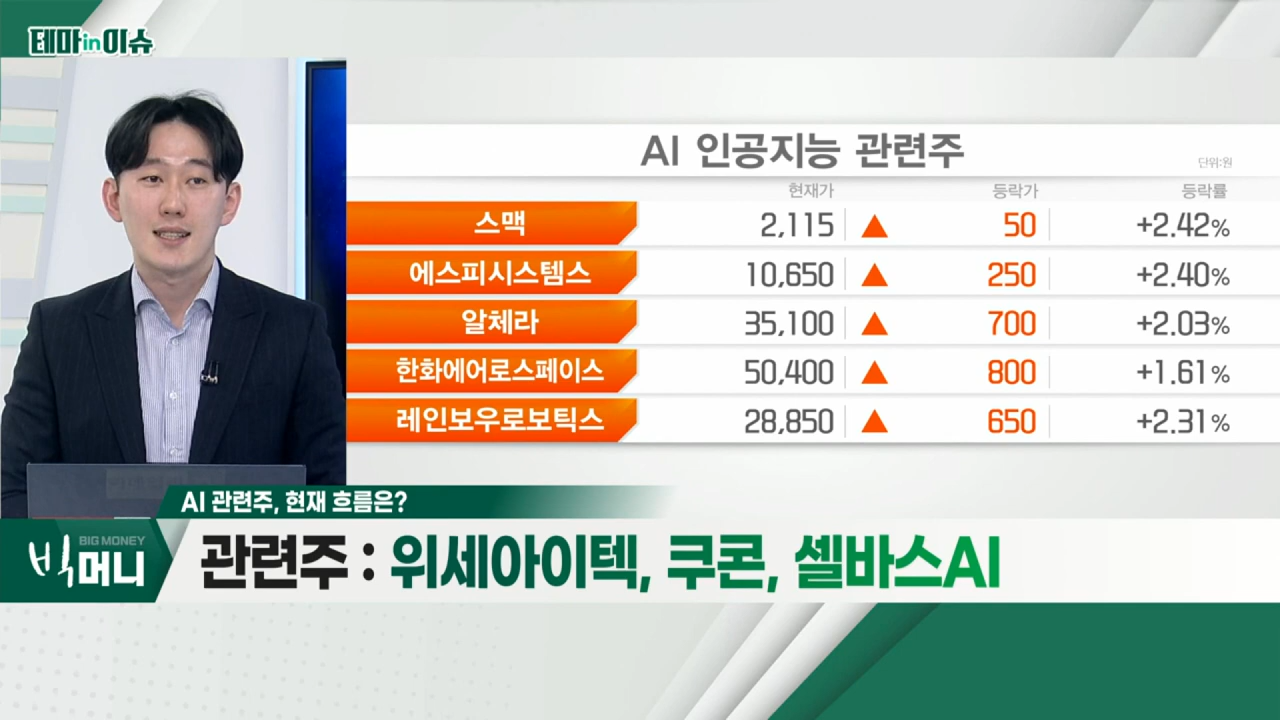 테마in이슈
AI 인공지능 관련주
단위:원
현재가 등락가 등락률
스맥 2,115 ▲ 50 +2.42%
에스피시스템스 10,650 ▲ 250 +2.40%
알체라 35,100 ▲ 700 +2.03%
한화에어로스페이스 50,400 ▲ 800 +1.61%
레인보우로보틱스 28,850 ▲ 650 +2.31%
AI 관련주, 현재 흐름은?
BIG MONEY
빅머니
관련주 : 위세아이텍, 쿠콘, 셀바스AI